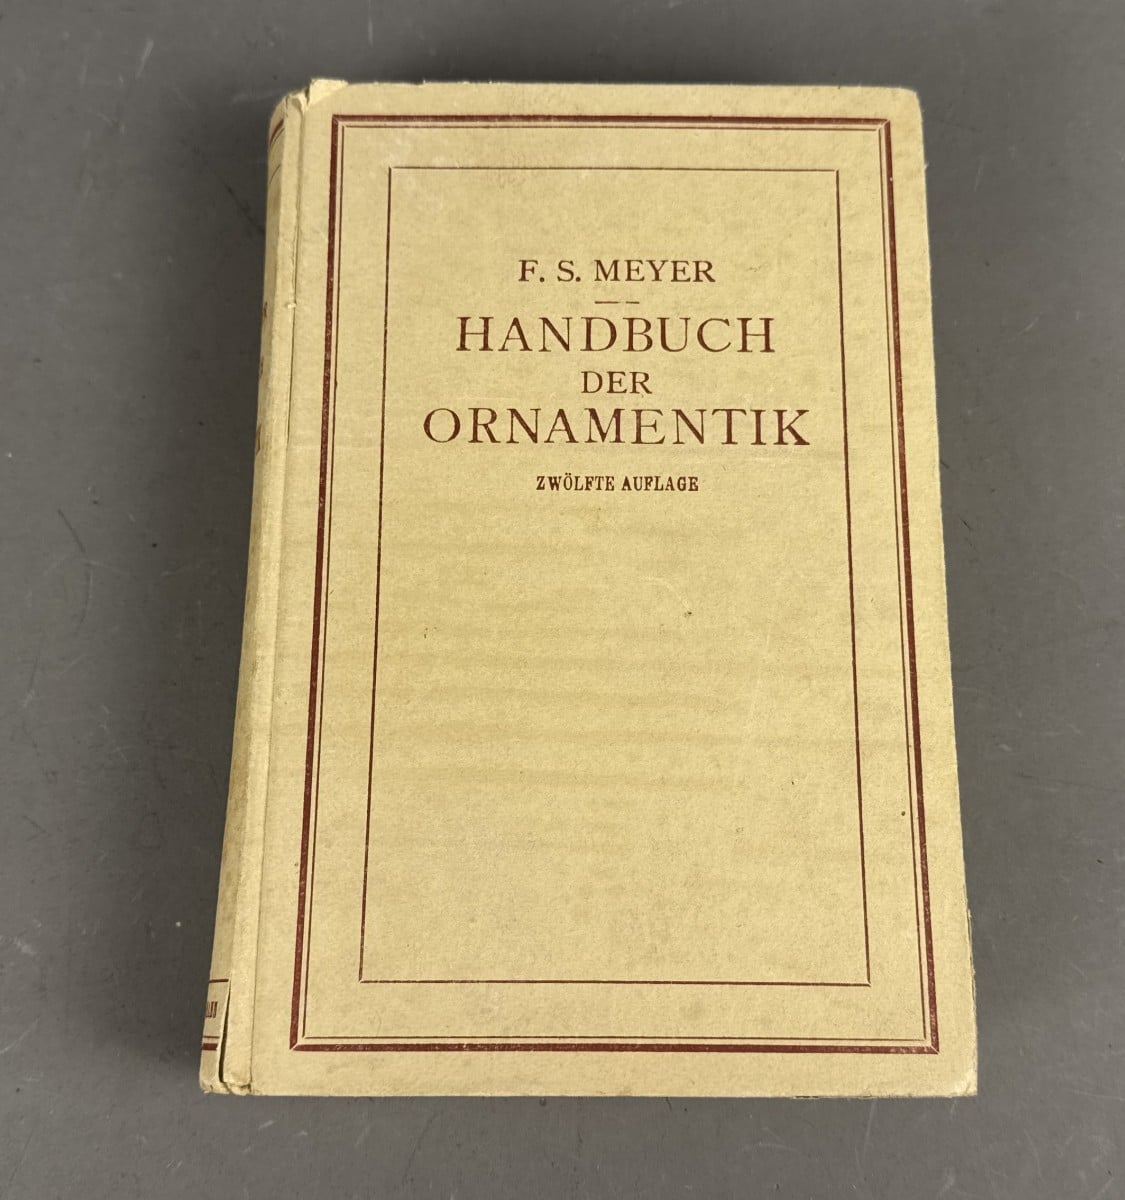 F. S. MEYER
HANDBUCH
DER
ORNAMENTIK
ZWÖLFTE AUFLAGE